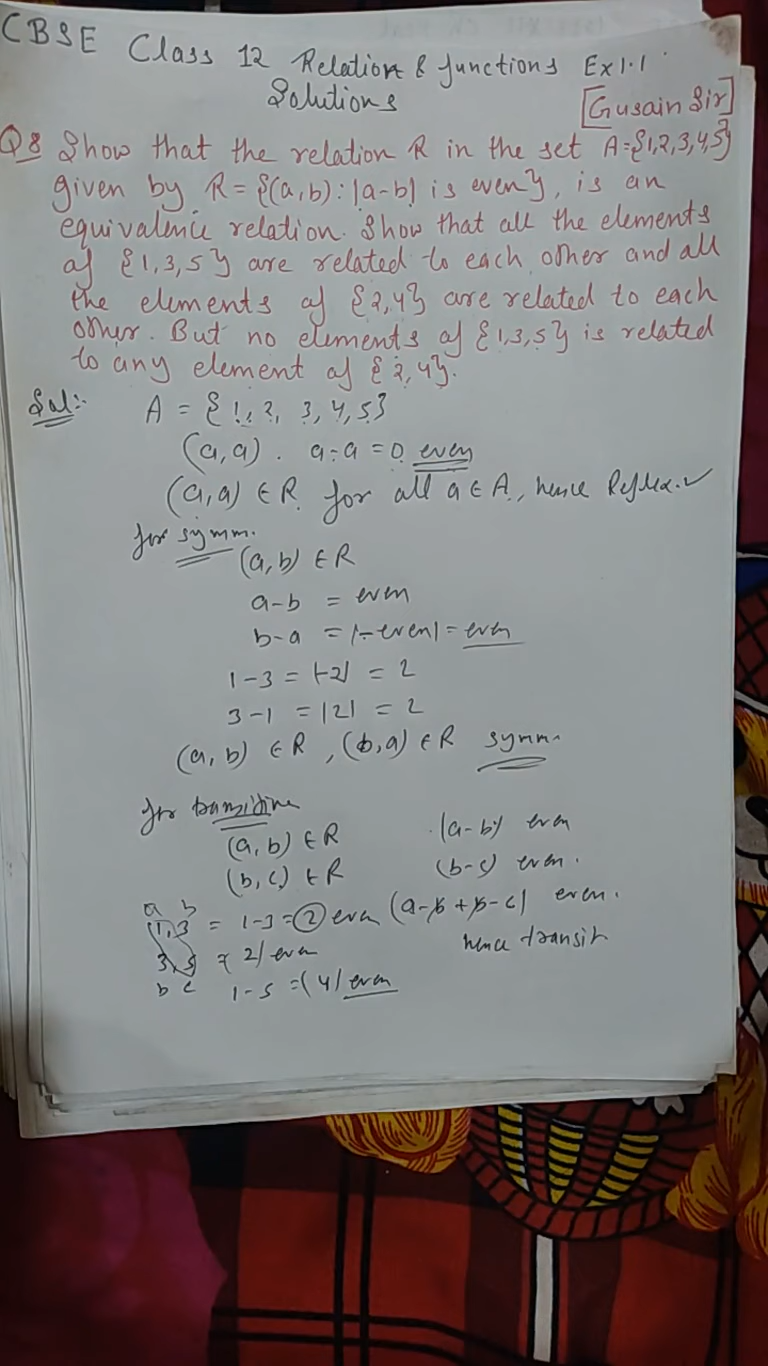 CBSE Class 12 Relation & functions Ex 1.1
Solutions
[Gusain Sir]
Q8 Show that the relation R in the set A={1,2,3,4,5}
given by R = {(a,b) : |a-b| is even}, is an
equivalence relation. Show that all the elements
of {1,3,5} are related to each other and all
the elements of {2,4} are related to each
other. But no elements of {1,3,5} is related
to any element of {2,4}.
Sol:- A = {1, 2, 3, 4, 5}
(a,a) . a-a = 0 even
(a,a) ∈ R for all a ∈ A, hence Reflex. ✓
for symm.
(a,b) ∈ R
a-b = even
b-a = |-even| = even
1-3 = |-2| = 2
3-1 = |2| = 2
(a,b) ∈ R, (b,a) ∈ R symm.
for transitive
(a,b) ∈ R |a-b| even
(b,c) ∈ R (b-c) even.
a b
1,3 = 1-3 = 2 even (a-b+b-c) even.
3,5 = 2| even hence transit
b c 1-5 = |4| even